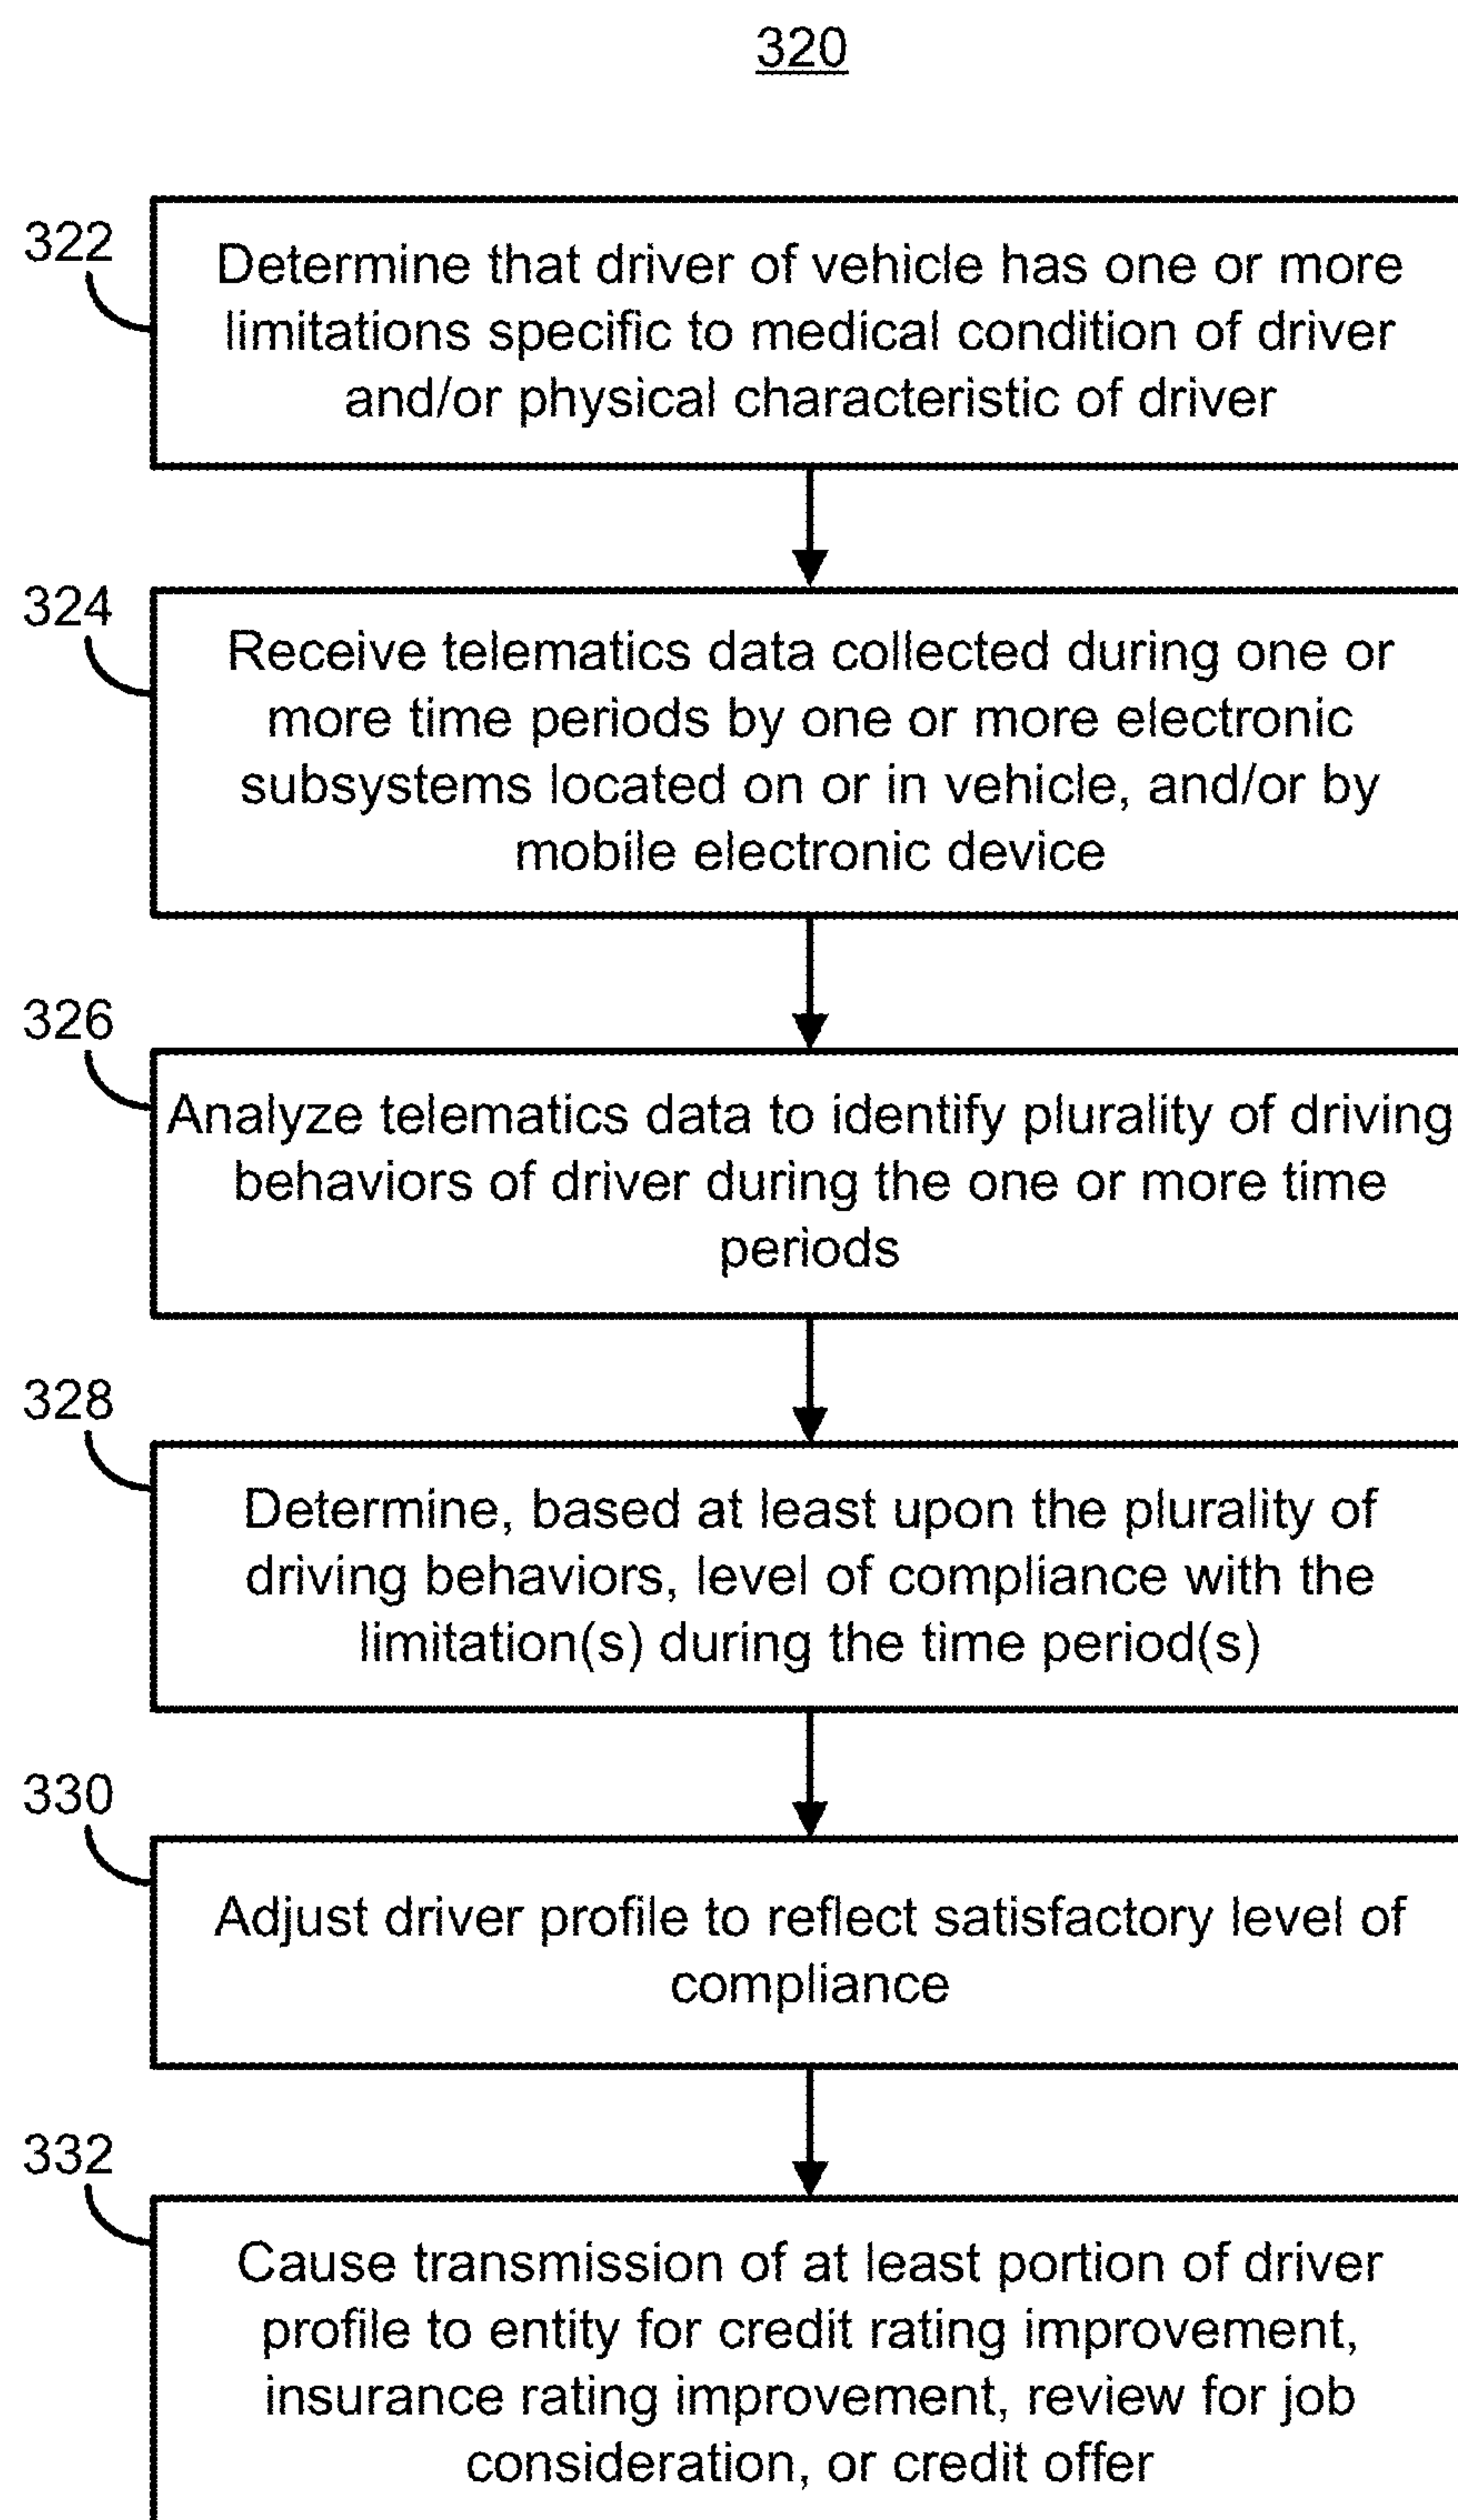 320
322
Determine that driver of vehicle has one or more
limitations specific to medical condition of driver
and/or physical characteristic of driver
324
Receive telematics data collected during one or
more time periods by one or more electronic
subsystems located on or in vehicle, and/or by
mobile electronic device
326
Analyze telematics data to identify plurality of driving
behaviors of driver during the one or more time
periods
328
Determine, based at least upon the plurality of
driving behaviors, level of compliance with the
limitation(s) during the time period(s)
330
Adjust driver profile to reflect satisfactory level of
compliance
332
Cause transmission of at least portion of driver
profile to entity for credit rating improvement,
insurance rating improvement, review for job
consideration, or credit offer